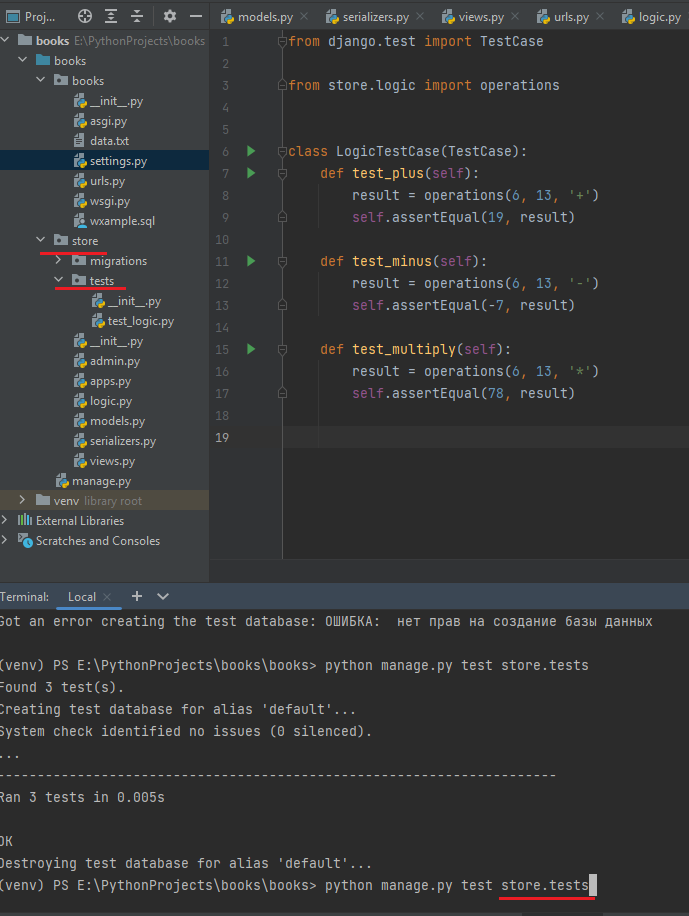 Proj...
models.py
serializers.py
views.py
urls.py
logic.py
books E:\PythonProjects\books
books
books
__init__.py
asgi.py
data.txt
settings.py
urls.py
wsgi.py
wxample.sql
store
migrations
tests
__init__.py
test_logic.py
__init__.py
admin.py
apps.py
logic.py
models.py
serializers.py
views.py
manage.py
venv library root
External Libraries
Scratches and Consoles
1 from django.test import TestCase
2
3 from store.logic import operations
4
5
6 class LogicTestCase(TestCase):
7 def test_plus(self):
8 result = operations(6, 13, '+')
9 self.assertEqual(19, result)
10
11 def test_minus(self):
12 result = operations(6, 13, '-')
13 self.assertEqual(-7, result)
14
15 def test_multiply(self):
16 result = operations(6, 13, '*')
17 self.assertEqual(78, result)
18
19
Terminal: Local
Got an error creating the test database: ОШИБКА:  нет прав на создание базы данных
(venv) PS E:\PythonProjects\books\books> python manage.py test store.tests
Found 3 test(s).
Creating test database for alias 'default'...
System check identified no issues (0 silenced).
...
----------------------------------------------------------------------
Ran 3 tests in 0.005s
OK
Destroying test database for alias 'default'...
(venv) PS E:\PythonProjects\books\books> python manage.py test store.tests